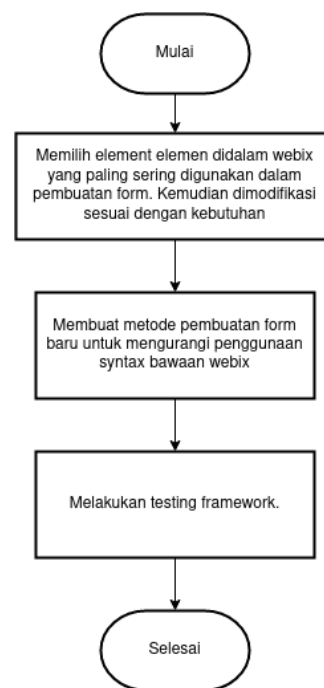 Mulai
Memilih element elemen didalam webix
yang paling sering digunakan dalam
pembuatan form. Kemudian dimodifikasi
sesuai dengan kebutuhan
Membuat metode pembuatan form
baru untuk mengurangi penggunaan
syntax bawaan webix
Melakukan testing framework.
Selesai